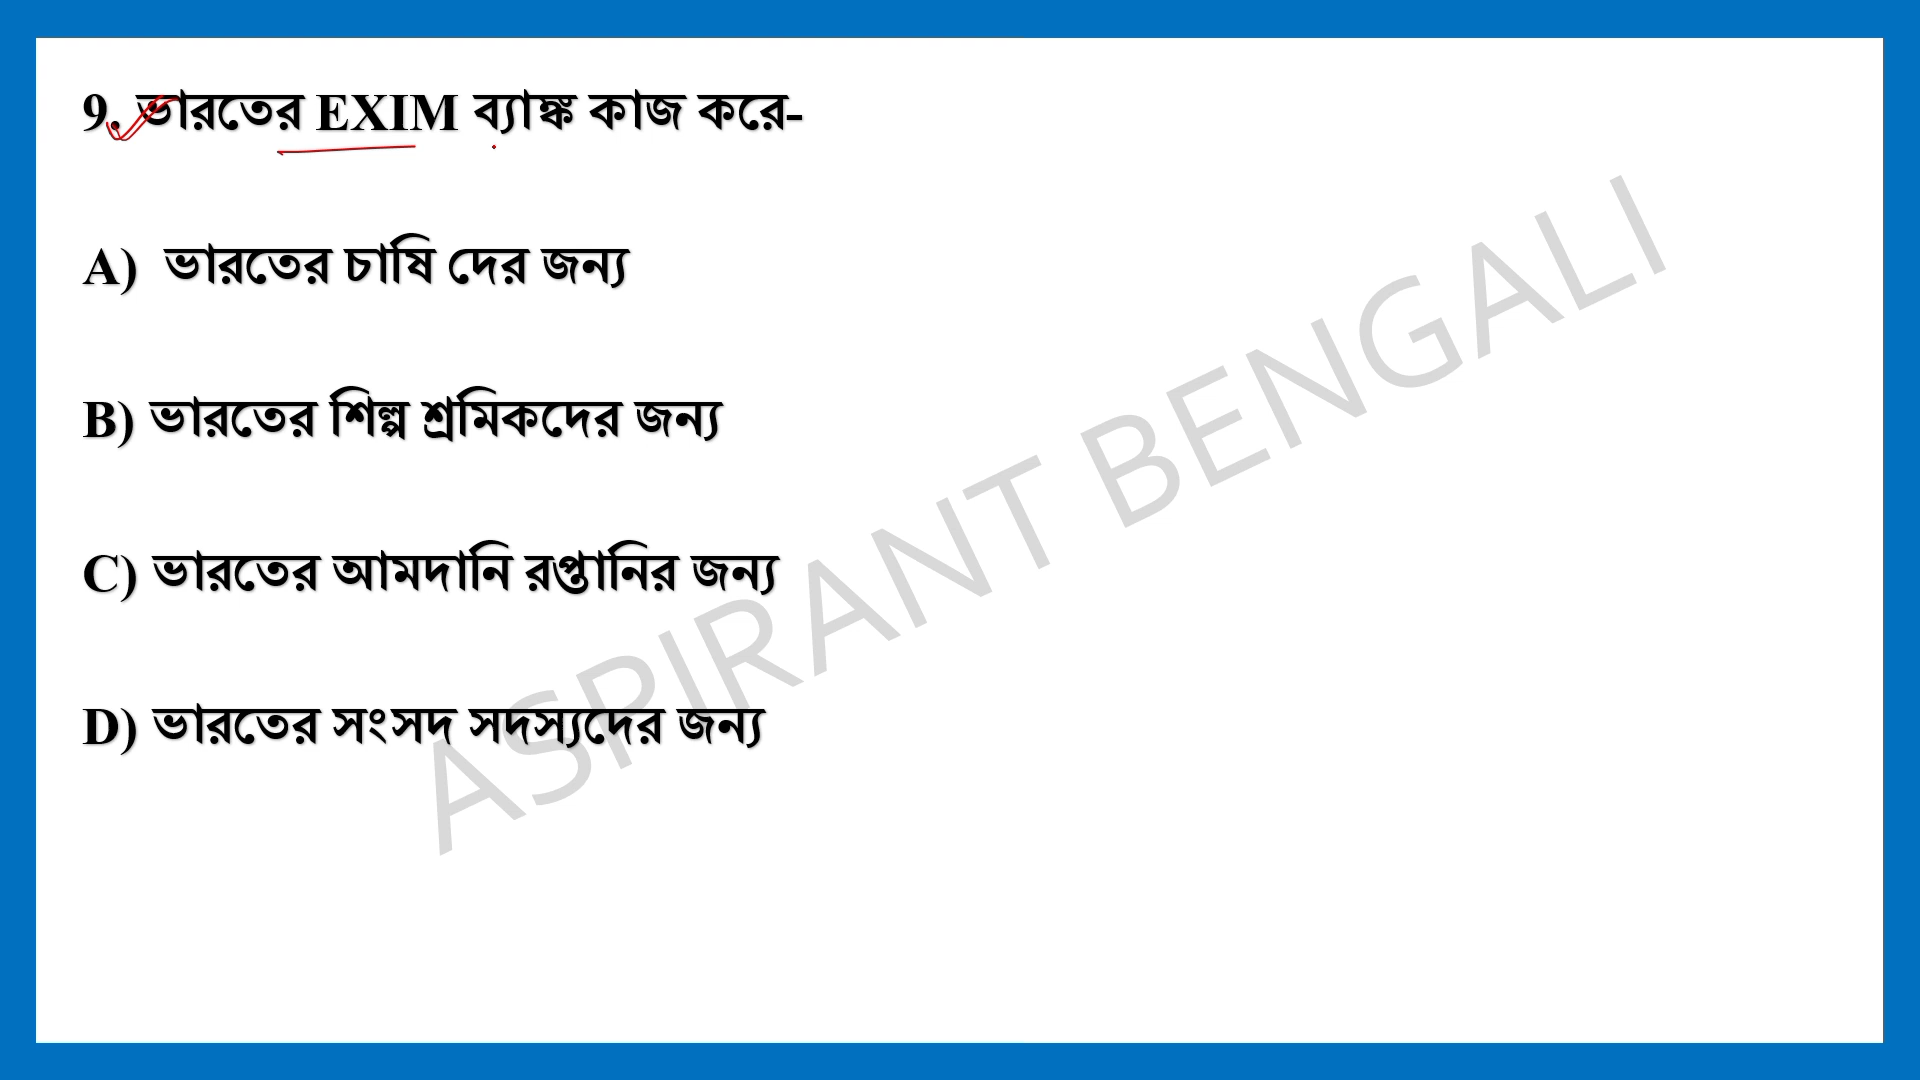 9. ভারতের EXIM ব্যাঙ্ক কাজ করে-
A) ভারতের চাষি দের জন্য
B) ভারতের শিল্প শ্রমিকদের জন্য
C) ভারতের আমদানি রপ্তানির জন্য
D) ভারতের সংসদ সদস্যদের জন্য
ASPIRANT BENGALI